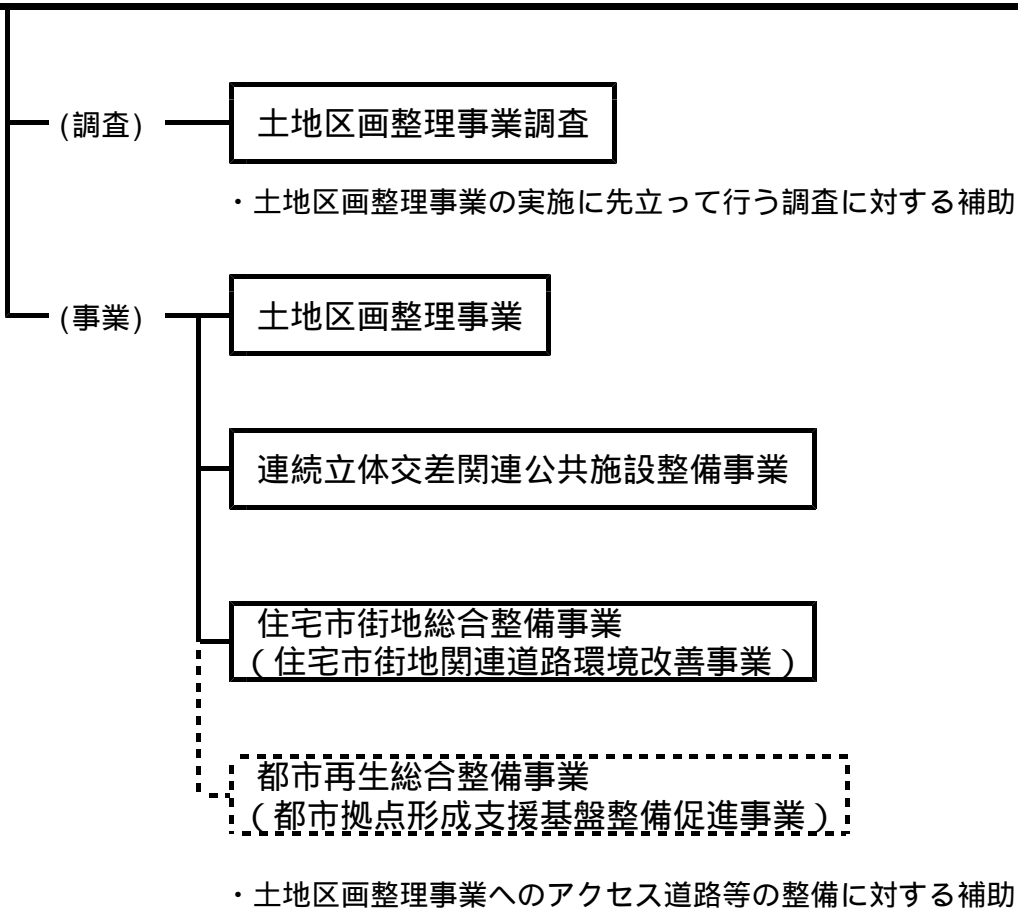 (調査) 土地区画整理事業調査
・土地区画整理事業の実施に先立って行う調査に対する補助
(事業) 土地区画整理事業
連続立体交差関連公共施設整備事業
住宅市街地総合整備事業
(住宅市街地関連道路環境改善事業)
都市再生総合整備事業
(都市拠点形成支援基盤整備促進事業)
・土地区画整理事業へのアクセス道路等の整備に対する補助